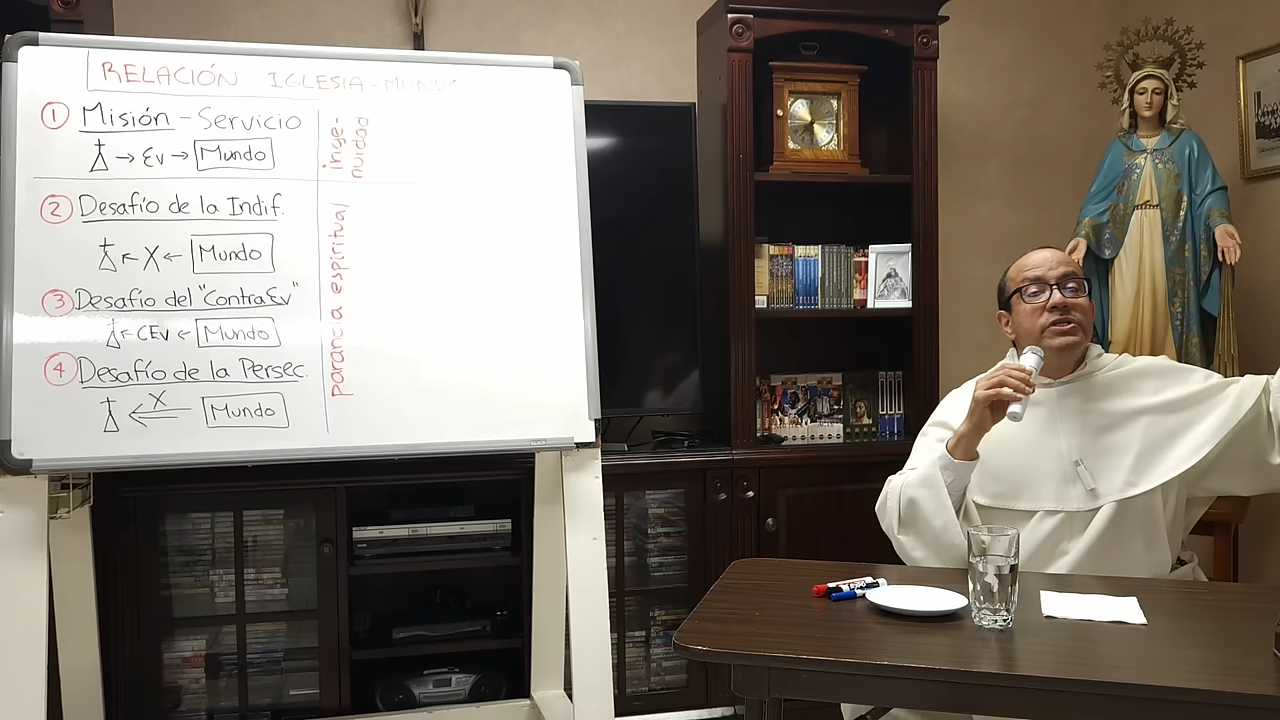 RELACIÓN IGLESIA-MUNDO
① Misión - Servicio
→ Ev → Mundo
② Desafío de la Indif.
← X ← Mundo
③ Desafío del "ContraEv"
← CEv ← Mundo
④ Desafío de la Persec.
X Mundo
inge-
nuidad
paranoia espiritual